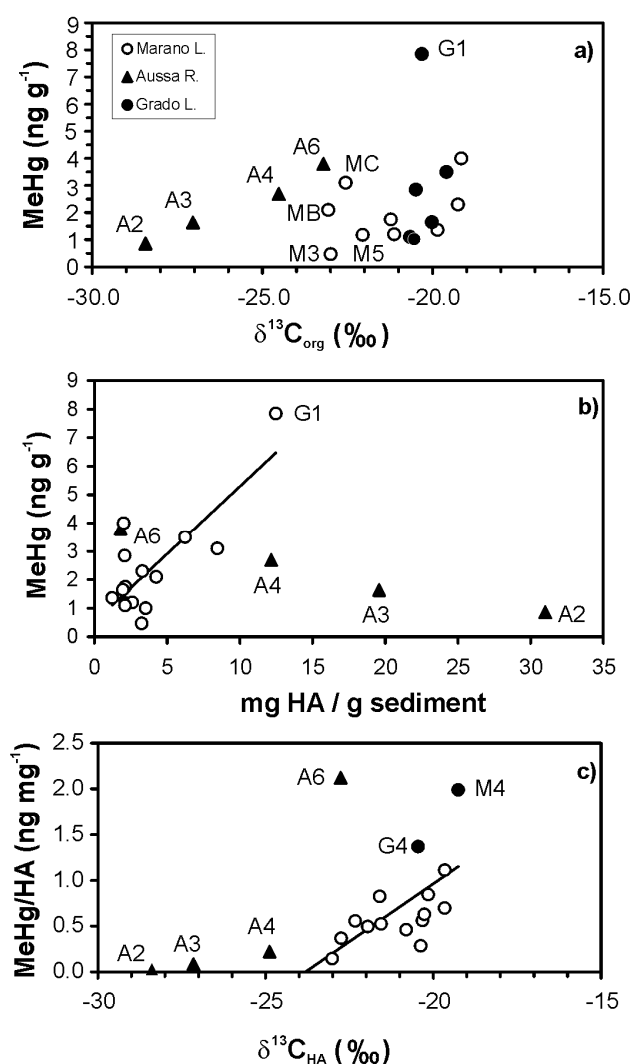 9
8
7
6
5
4
3
2
1
0
MeHg (ng g⁻¹)
Marano L.
Aussa R.
Grado L.
a)
G1
A6
MC
A4
A3
MB
A2
M3 M5
-30.0 -25.0 -20.0 -15.0
δ¹³Corg (‰)
9
8
7
6
5
4
3
2
1
0
MeHg (ng g⁻¹)
b)
G1
A6
A4
A3
A2
0 5 10 15 20 25 30 35
mg HA / g sediment
2.5
2.0
1.5
1.0
0.5
0.0
MeHg/HA (ng mg⁻¹)
c)
A6
M4
G4
A4
A3
A2
-30 -25 -20 -15
δ¹³CHA (‰)